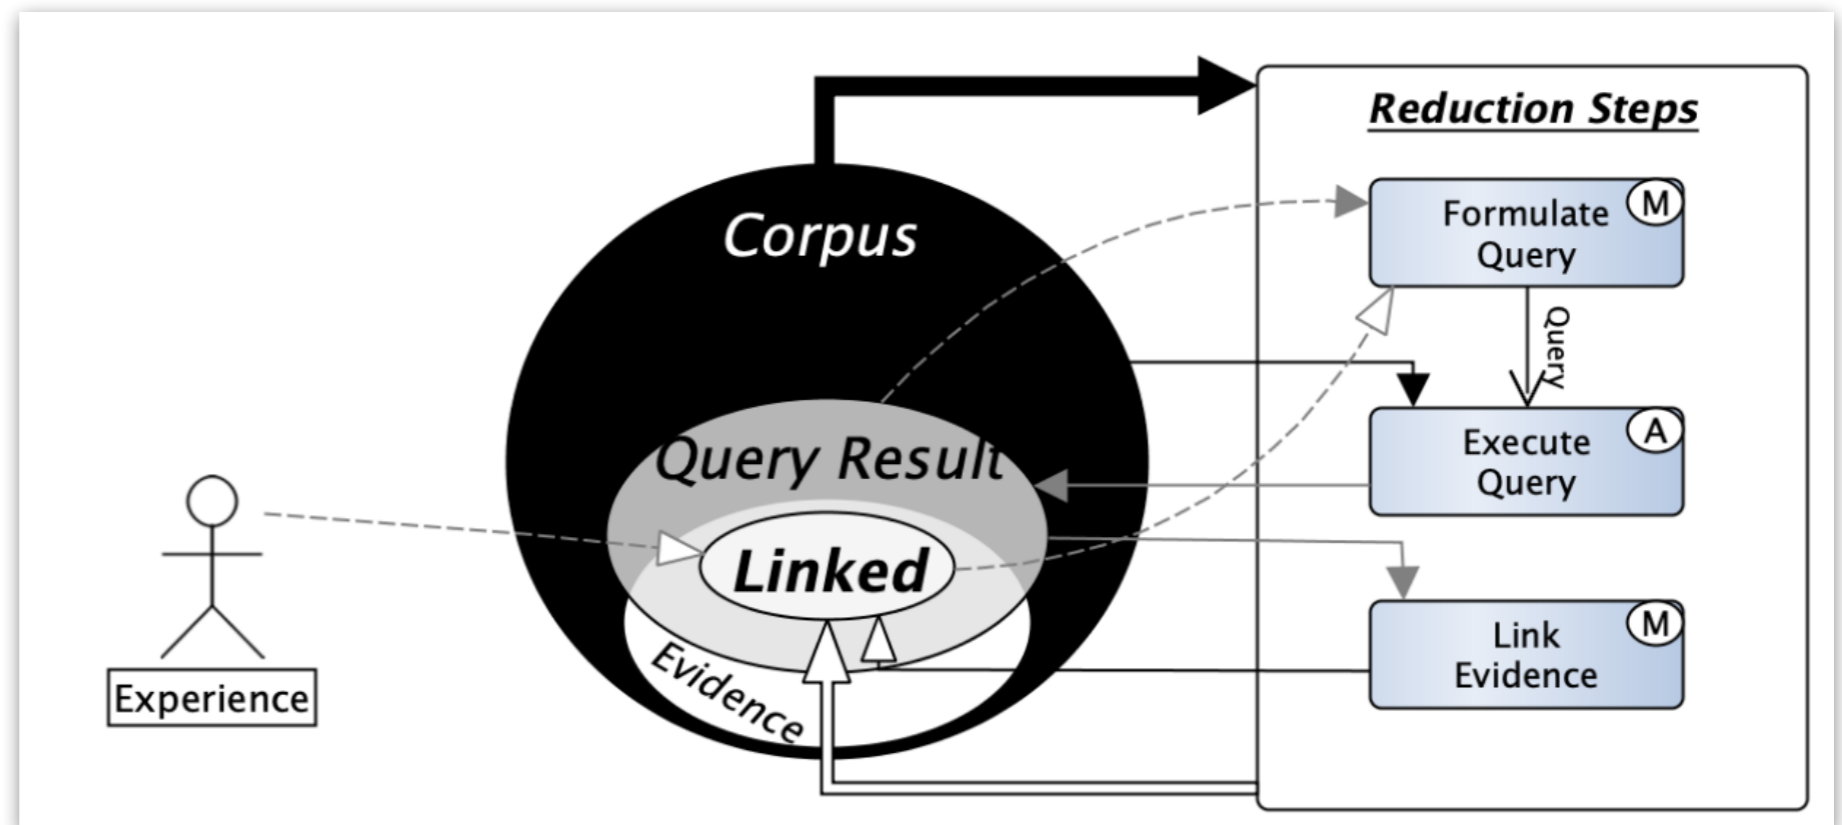 Reduction Steps
Corpus
Formulate
Query
M
Query
Execute
Query
A
Query Result
Linked
Evidence
Link
Evidence
M
Experience